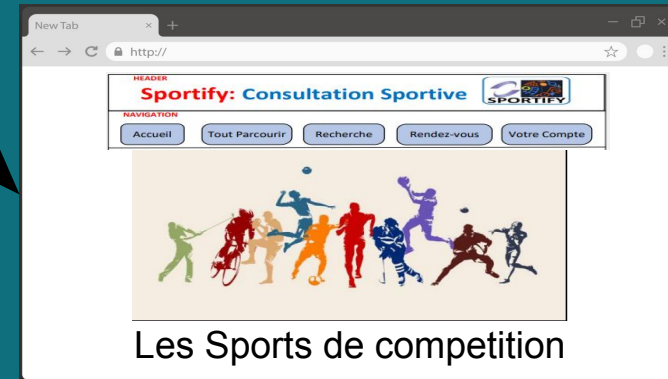 New Tab
http://
HEADER
Sportify: Consultation Sportive
SPORTIFY
NAVIGATION
Accueil
Tout Parcourir
Recherche
Rendez-vous
Votre Compte
Les Sports de competition